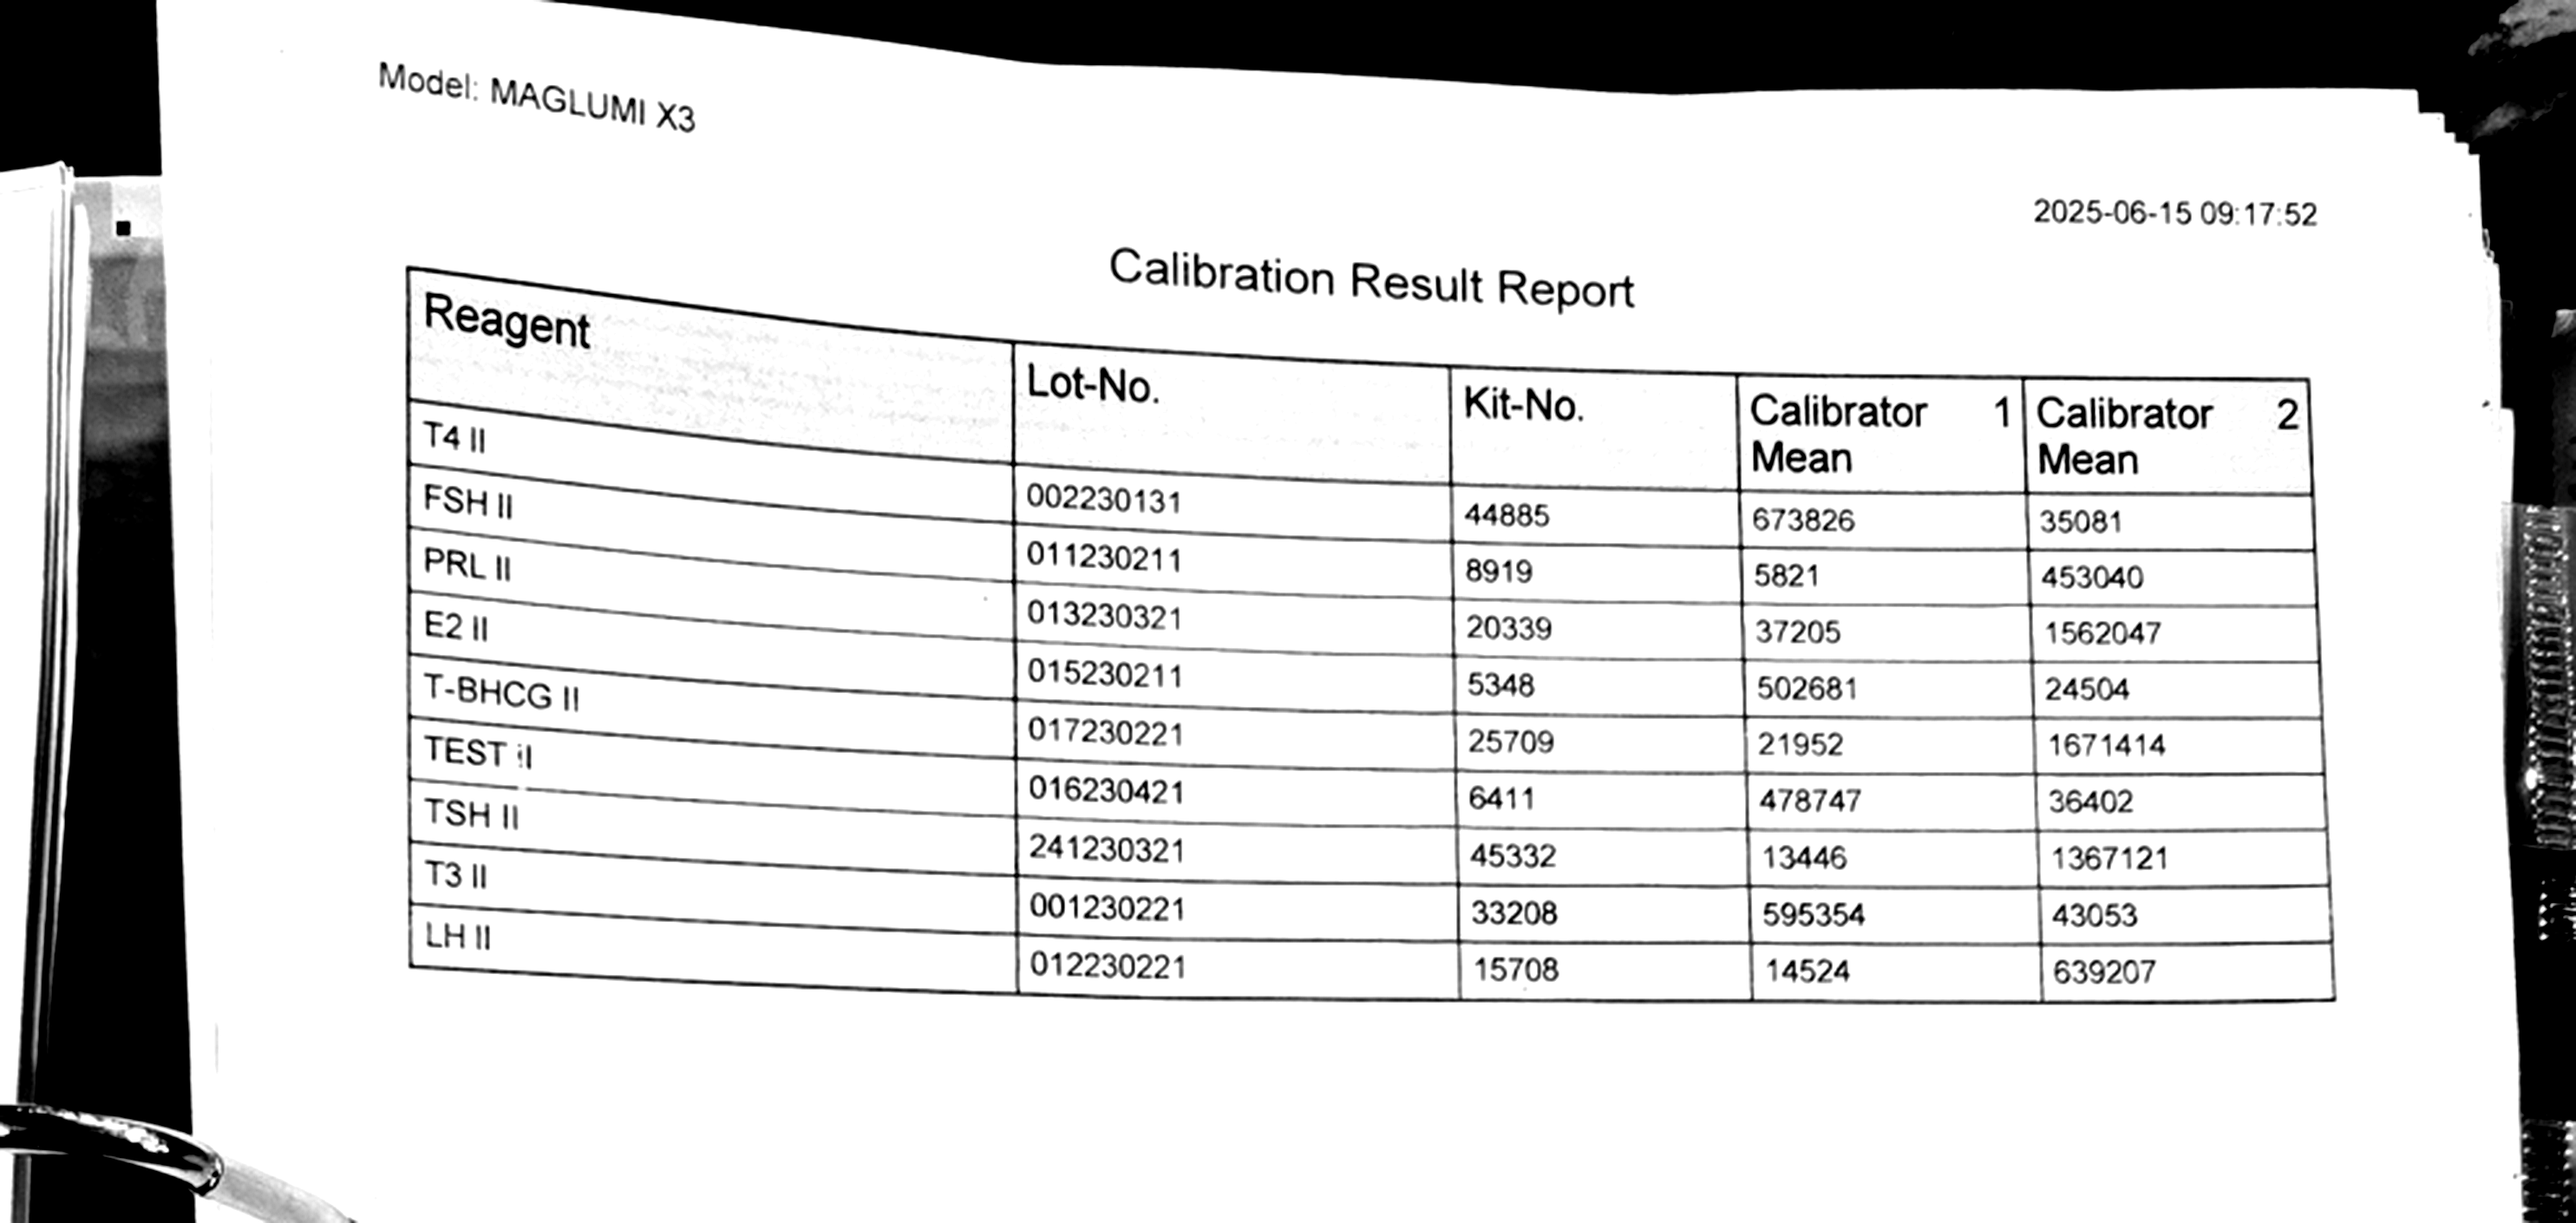 Model: MAGLUMI X3
2025-06-15 09:17:52
Calibration Result Report
Reagent Lot-No. Kit-No. Calibrator 1 Mean Calibrator 2 Mean
T4 II 002230131 44885 673826 35081
FSH II 011230211 8919 5821 453040
PRL II 013230321 20339 37205 1562047
E2 II 015230211 5348 502681 24504
T-BHCG II 017230221 25709 21952 1671414
TEST II 016230421 6411 478747 36402
TSH II 241230321 45332 13446 1367121
T3 II 001230221 33208 595354 43053
LH II 012230221 15708 14524 639207